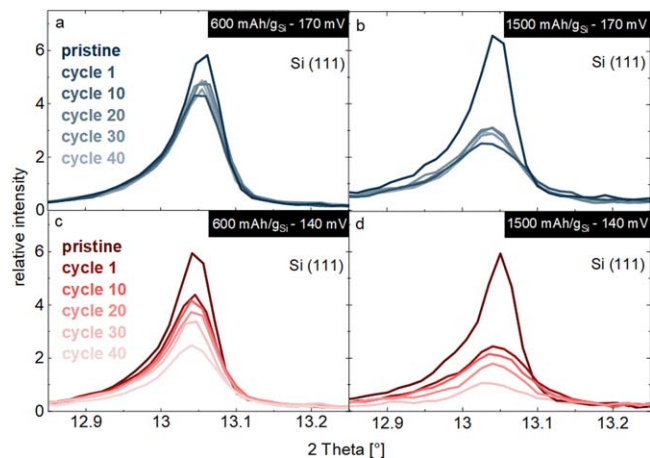 a
600 mAh/gSi - 170 mV
b
1500 mAh/gSi - 170 mV
pristine
cycle 1
cycle 10
cycle 20
cycle 30
cycle 40
Si (111)
Si (111)
6
4
2
0
c
600 mAh/gSi - 140 mV
d
1500 mAh/gSi - 140 mV
pristine
cycle 1
cycle 10
cycle 20
cycle 30
cycle 40
Si (111)
Si (111)
6
4
2
0
relative intensity
12.9 13 13.1 13.2 12.9 13 13.1 13.2
2 Theta [°]